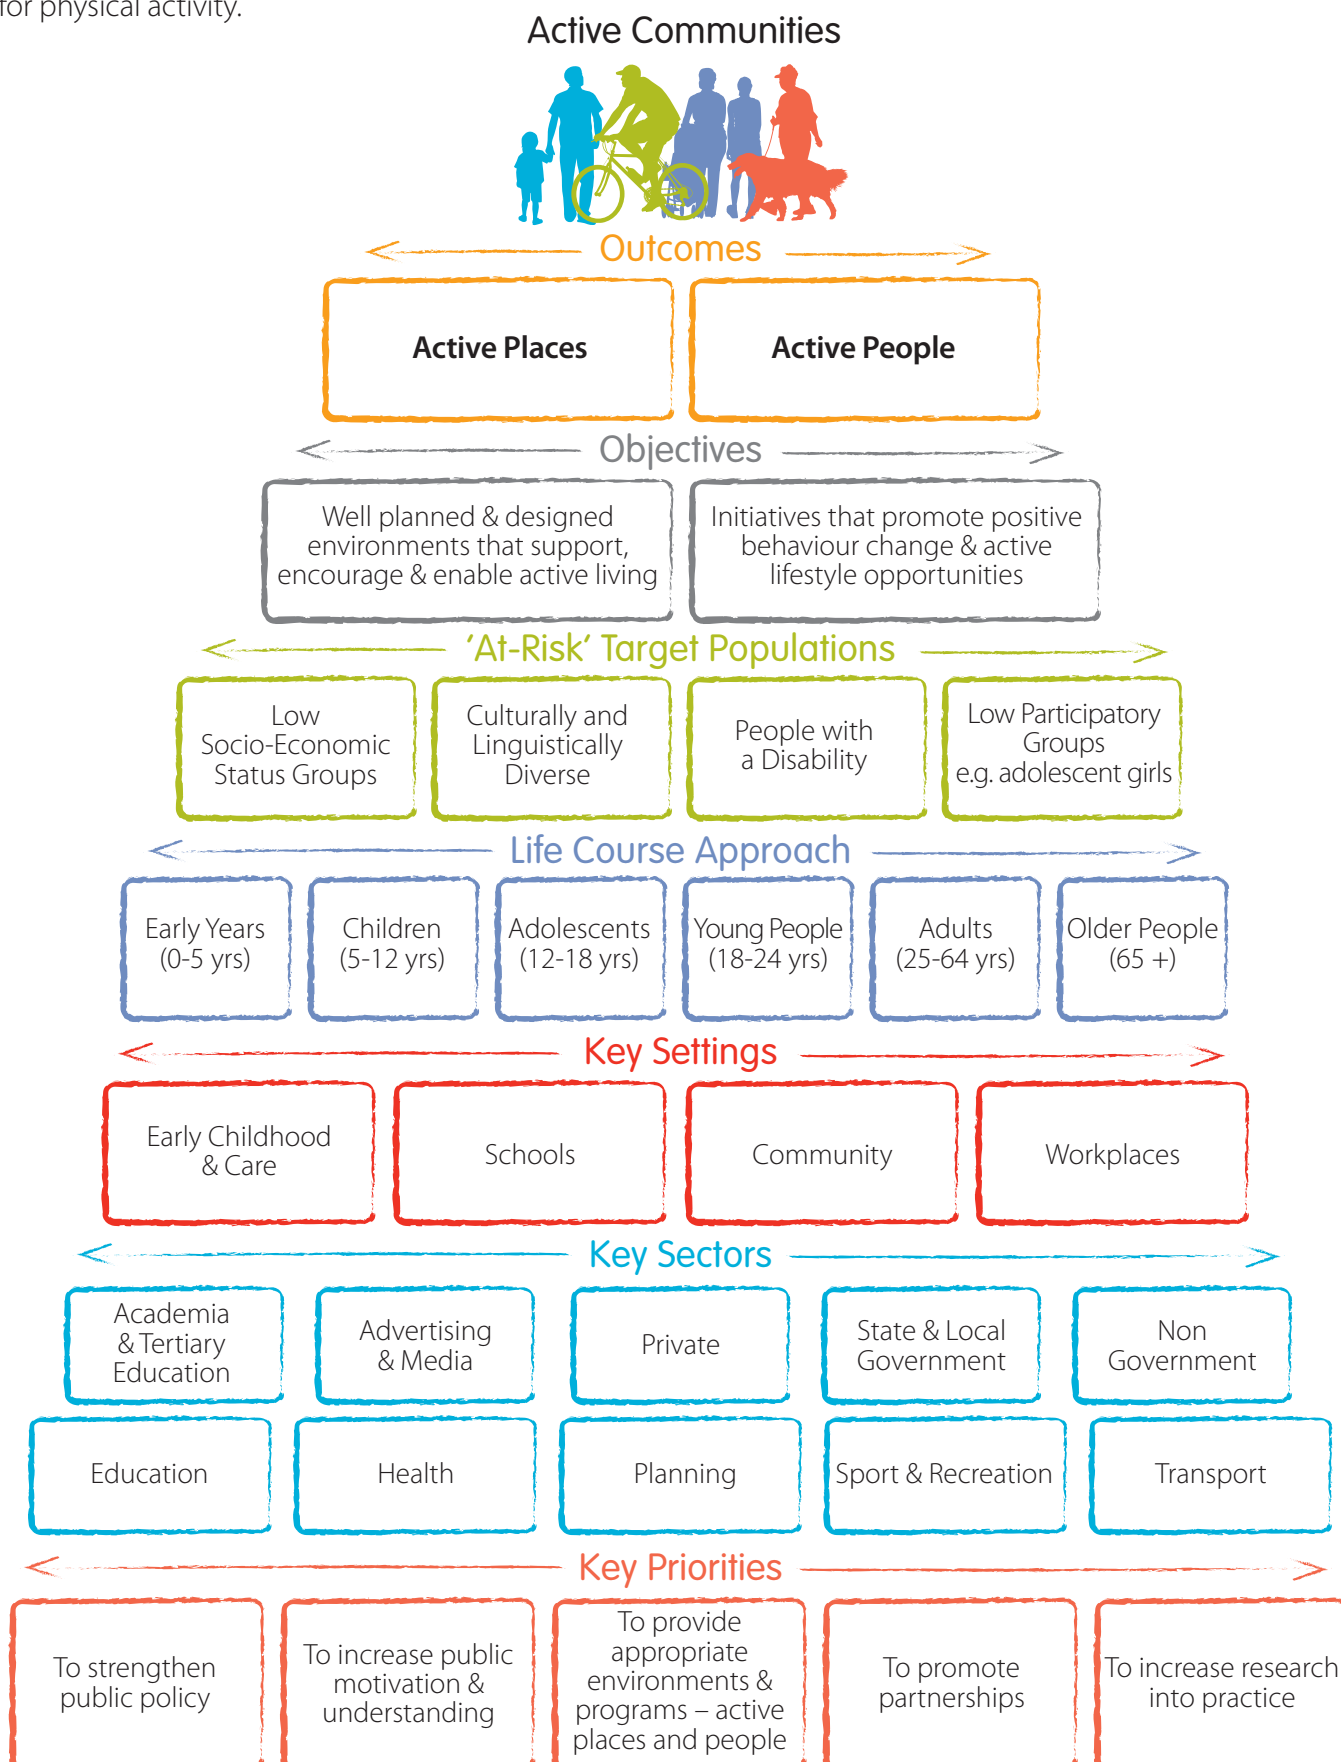 for physical activity.
Active Communities
Outcomes
Active Places
Active People
Objectives
Well planned & designed
environments that support,
encourage & enable active living
Initiatives that promote positive
behaviour change & active
lifestyle opportunities
‘At-Risk’ Target Populations
Low
Socio-Economic
Status Groups
Culturally and
Linguistically
Diverse
People with
a Disability
Low Participatory
Groups
e.g. adolescent girls
Life Course Approach
Early Years
(0-5 yrs)
Children
(5-12 yrs)
Adolescents
(12-18 yrs)
Young People
(18-24 yrs)
Adults
(25-64 yrs)
Older People
(65 +)
Key Settings
Early Childhood
& Care
Schools
Community
Workplaces
Key Sectors
Academia
& Tertiary
Education
Advertising
& Media
Private
State & Local
Government
Non
Government
Education
Health
Planning
Sport & Recreation
Transport
Key Priorities
To strengthen
public policy
To increase public
motivation &
understanding
To provide
appropriate
environments &
programs – active
places and people
To promote
partnerships
To increase research
into practice